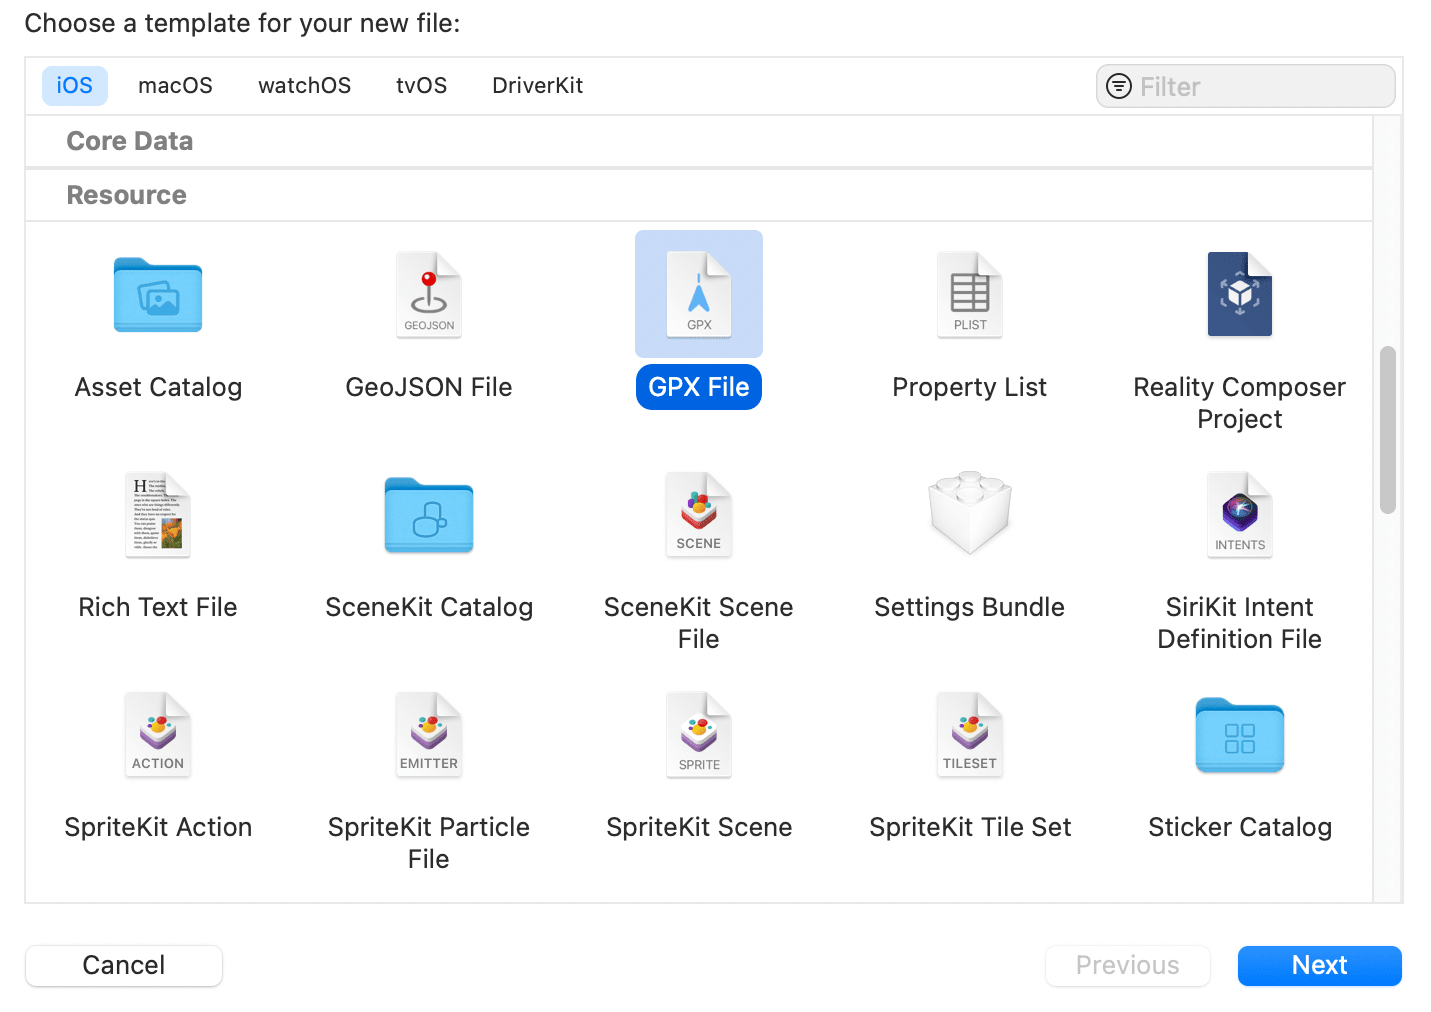 Choose a template for your new file:
iOS macOS watchOS tvOS DriverKit Filter
Core Data
Resource
GEOJSON GPX PLIST
Asset Catalog GeoJSON File GPX File Property List Reality Composer
Project
SCENE INTENTS
Rich Text File SceneKit Catalog SceneKit Scene Settings Bundle SiriKit Intent
File Definition File
ACTION EMITTER SPRITE TILESET
SpriteKit Action SpriteKit Particle SpriteKit Scene SpriteKit Tile Set Sticker Catalog
File
Cancel Previous Next